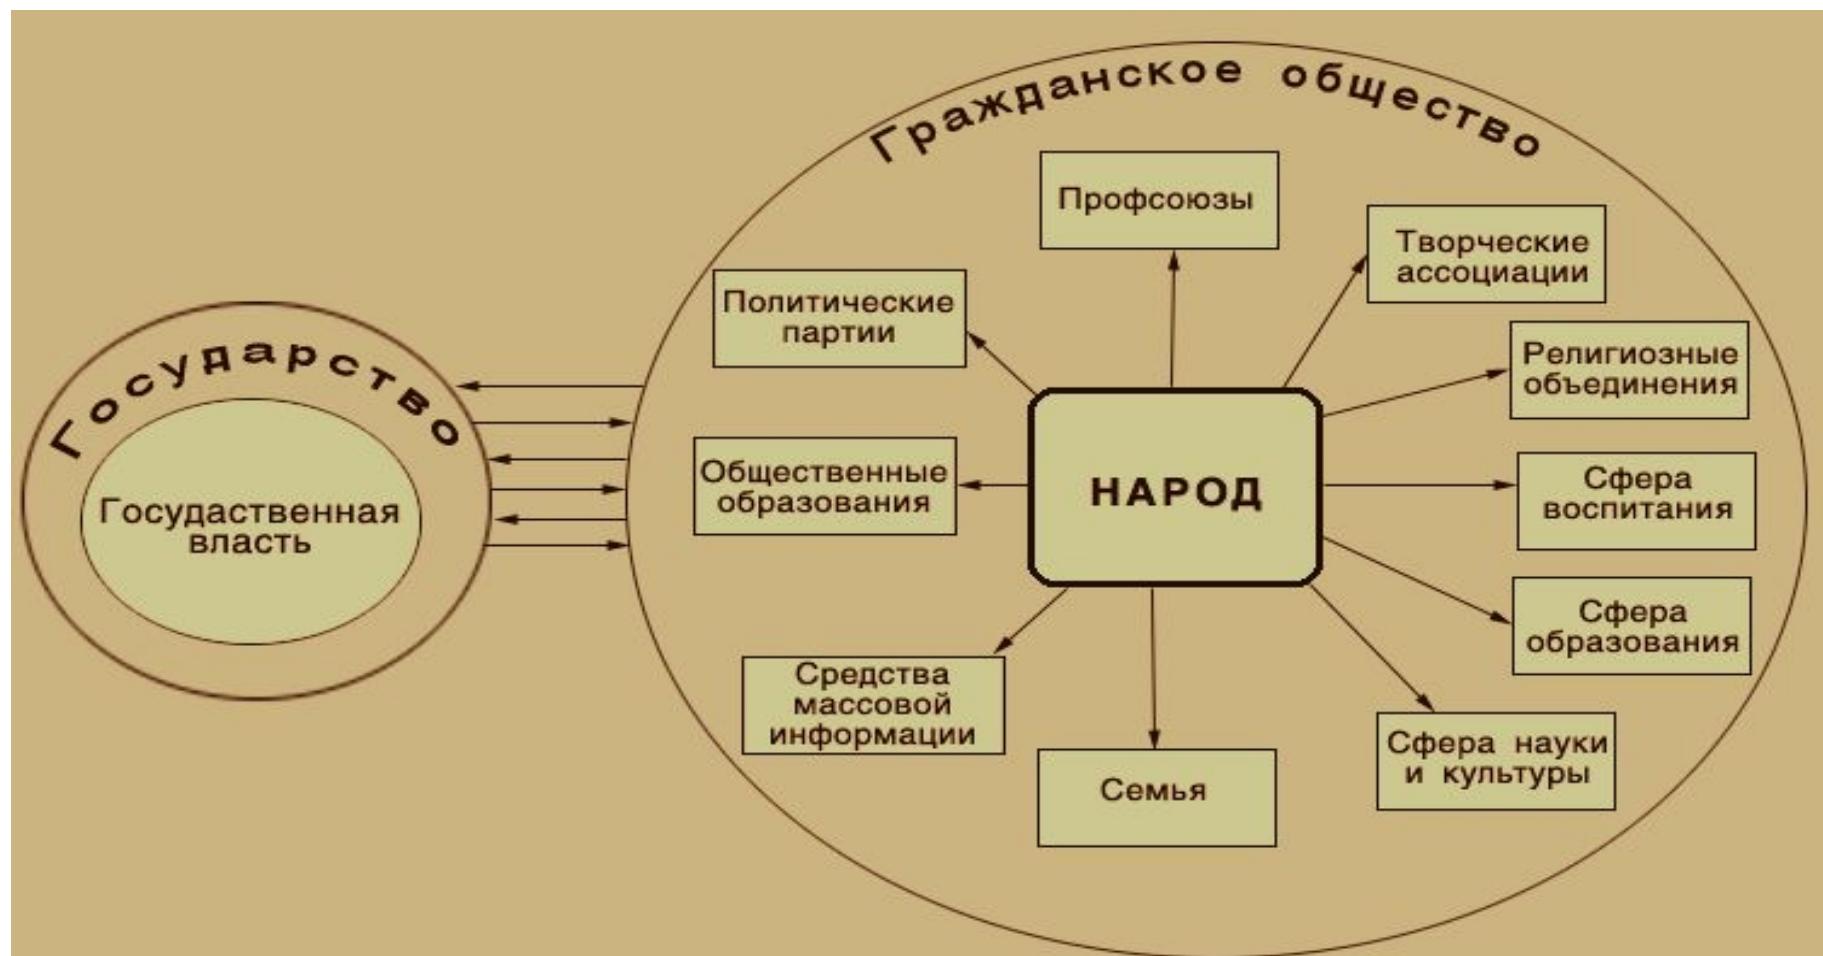 Гражданское общество
Профсоюзы
Творческие
ассоциации
Политические
партии
Религиозные
объединения
Государство
Общественные
образования
НАРОД
Сфера
воспитания
Госудаственная
власть
Сфера
образования
Средства
массовой
информации
Сфера науки
и культуры
Семья